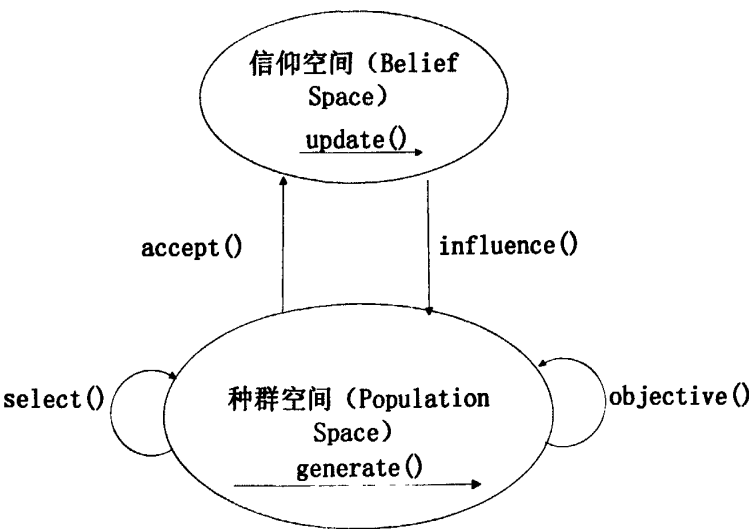 信仰空间（Belief
Space）
update()
accept()
influence()
select()
种群空间（Population
Space）
objective()
generate()